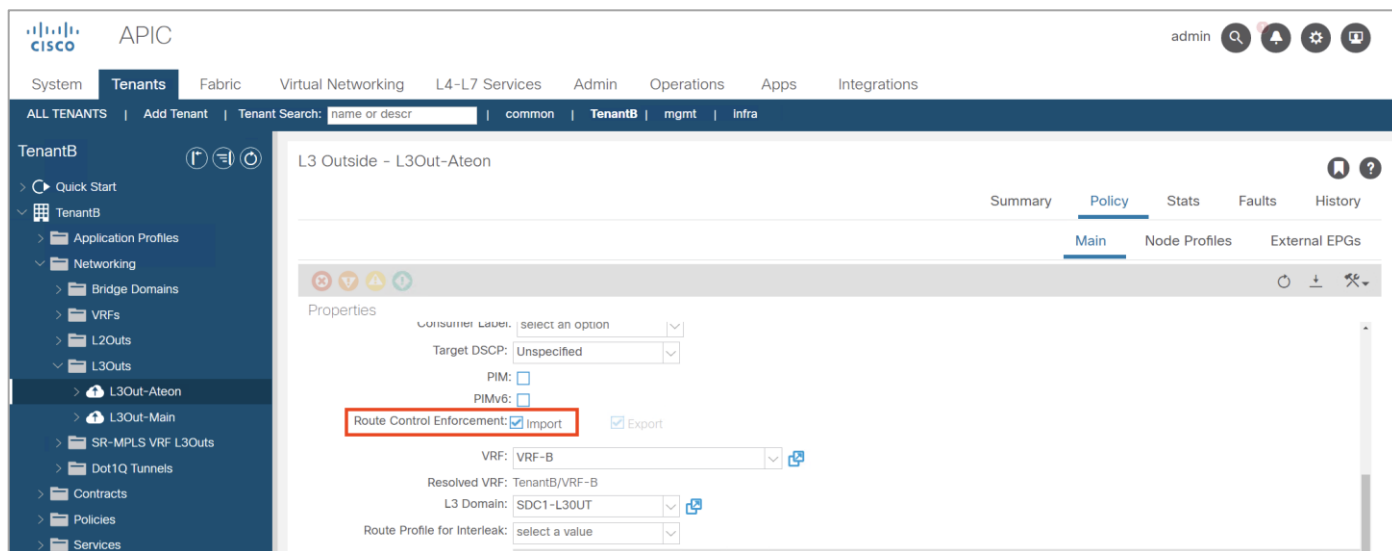 CISCO
APIC
admin
System Tenants Fabric Virtual Networking L4-L7 Services Admin Operations Apps Integrations
ALL TENANTS | Add Tenant | Tenant Search: name or descr | common | TenantB | mgmt | infra
TenantB
Quick Start
TenantB
Application Profiles
Networking
Bridge Domains
VRFs
L2Outs
L3Outs
L3Out-Ateon
L3Out-Main
SR-MPLS VRF L3Outs
Dot1Q Tunnels
Contracts
Policies
Services
L3 Outside - L3Out-Ateon
Summary Policy Stats Faults History
Main Node Profiles External EPGs
Properties
Consumer Label: select an option
Target DSCP: Unspecified
PIM:
PIMv6:
Route Control Enforcement: Import Export
VRF: VRF-B
Resolved VRF: TenantB/VRF-B
L3 Domain: SDC1-L30UT
Route Profile for Interleak: select a value